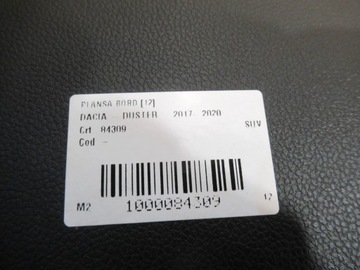 PLANSA BORD [12]
DACIA - DUSTER 2017- 2020
Crt 84309 SUV
Cod -
1000084309
M2 12